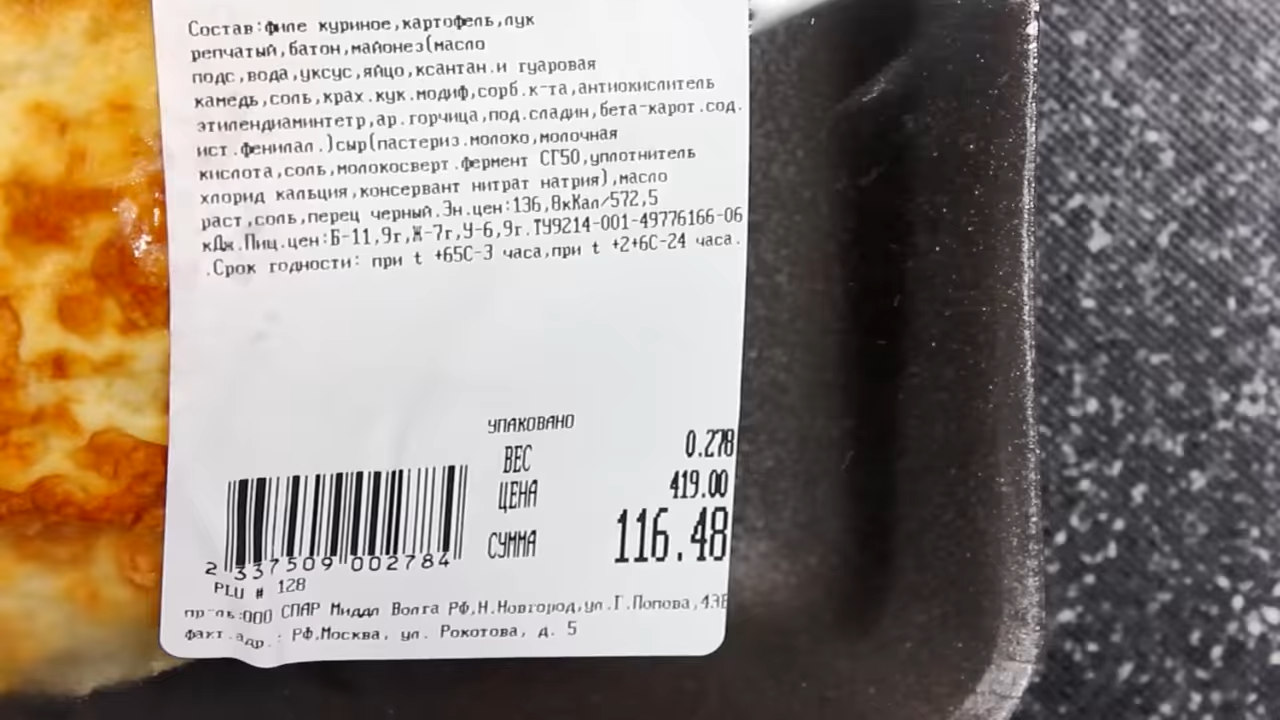 Состав:филе куриное,картофель,лук
репчатый,батон,майонез(масло
подс,вода,уксус,яйцо,ксантан.и гуаровая
камедь,соль,крах.кук.модиф,сорб.к-та,антиокислитель
этилендиаминтетр,ар.горчица,под.сладин,бета-карот.сод.
ист.фенилал.)сыр(пастериз.молоко,молочная
кислота,соль,молокосверт.фермент СГ50,уплотнитель
хлорид кальция,консервант нитрат натрия),масло
раст,соль,перец черный.Эн.цен:136,8кКал/572,5
кДж.Пищ.цен:Б-11,9г,Ж-7г,У-6,9г.ТУ9214-001-49776166-06
.Срок годности: при t +65С-3 часа,при t +2+6С-24 часа.
УПАКОВАНО
ВЕС 0.278
ЦЕНА 419.00
СУММА 116.48
2 337509 002784
PLU # 128
пр-ль:ООО СПАР Миддл Волга РФ,Н.Новгород,ул.Г.Попова,43Б
факт.адр.: РФ,Москва, ул. Рокотова, д. 5